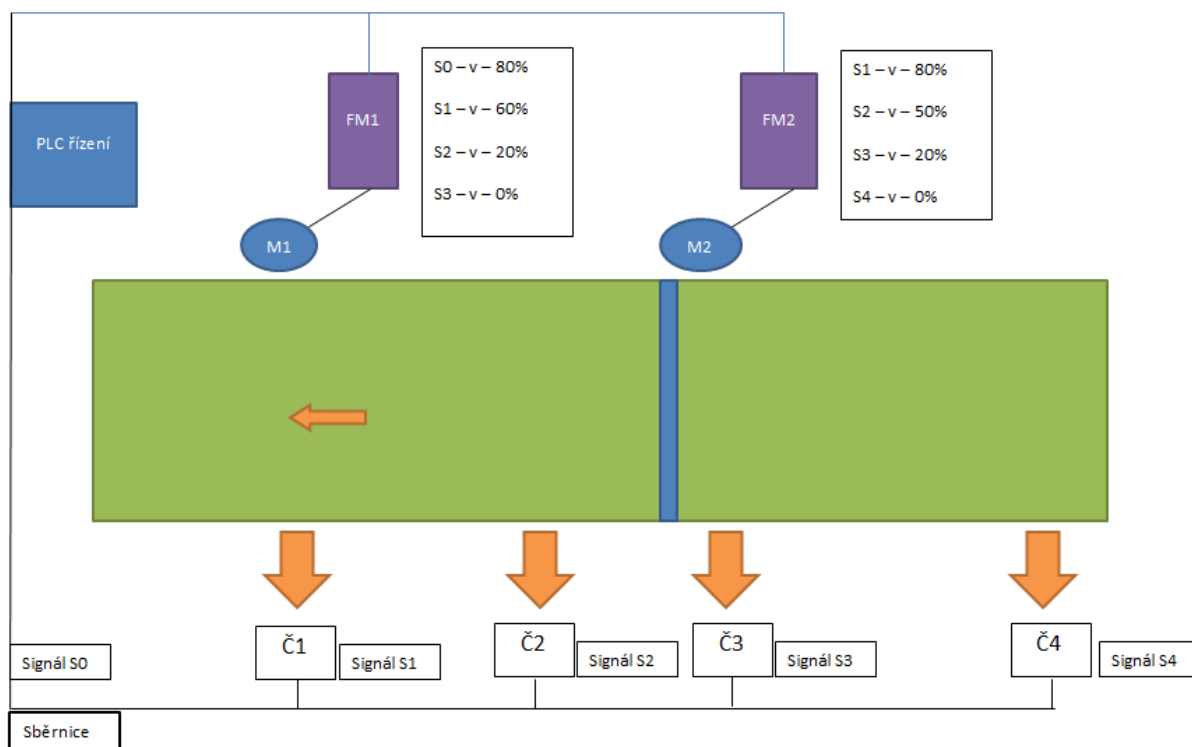 S0 – v – 80%
S1 – v – 60%
S2 – v – 20%
S3 – v – 0%
S1 – v – 80%
S2 – v – 50%
S3 – v – 20%
S4 – v – 0%
PLC řízení
FM1
FM2
M1
M2
Č1
Č2
Č3
Č4
Signál S0
Signál S1
Signál S2
Signál S3
Signál S4
Sběrnice